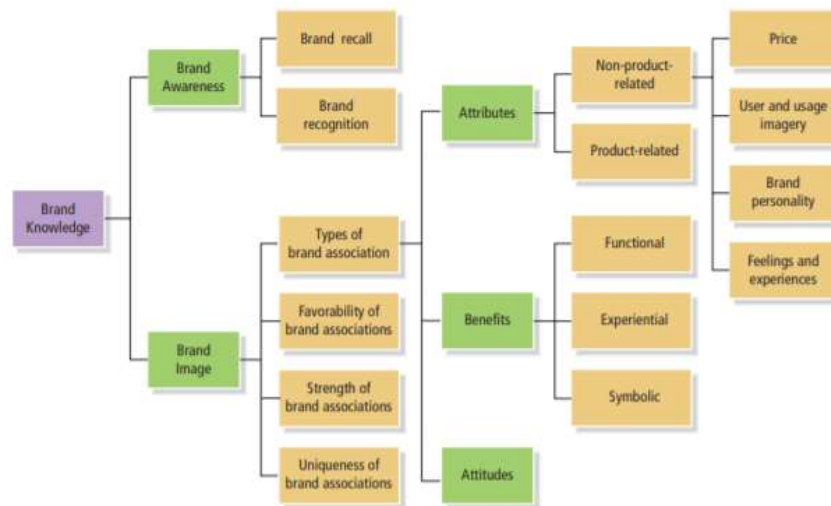 Brand
Knowledge
Brand
Awareness
Brand recall
Brand
recognition
Brand
Image
Types of
brand association
Favorability of
brand associations
Strength of
brand associations
Uniqueness of
brand associations
Attributes
Non-product-
related
Price
User and usage
imagery
Brand
personality
Feelings and
experiences
Product-related
Benefits
Functional
Experiential
Symbolic
Attitudes